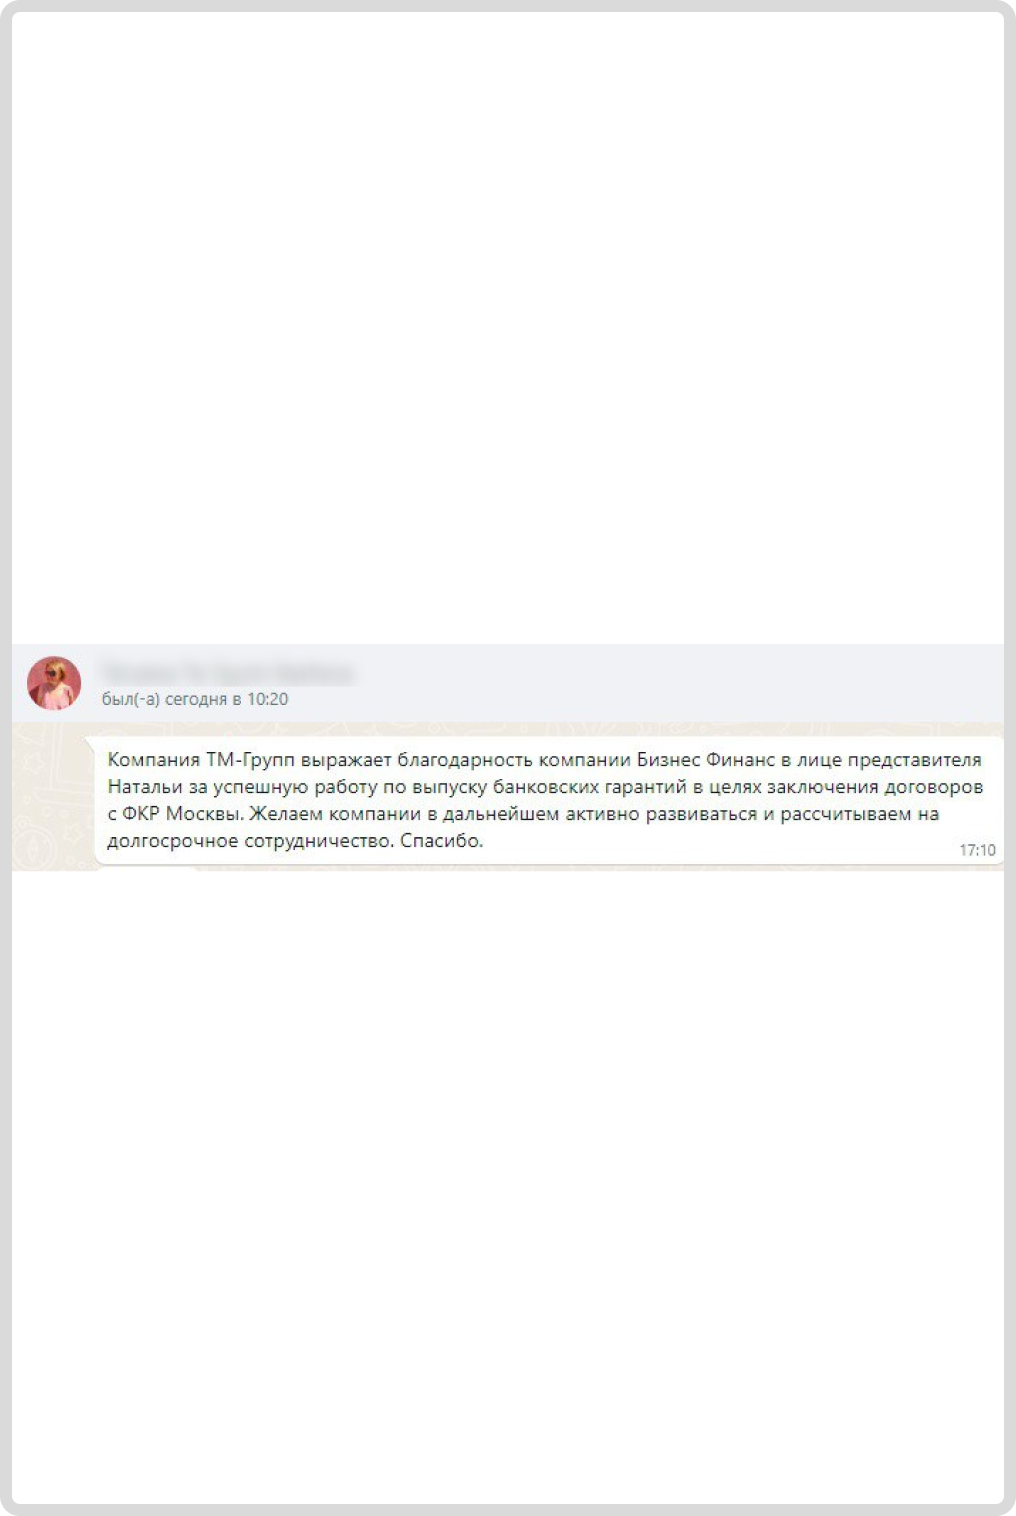 был(-а) сегодня в 10:20
Компания ТМ-Групп выражает благодарность компании Бизнес Финанс в лице представителя
Натальи за успешную работу по выпуску банковских гарантий в целях заключения договоров
с ФКР Москвы. Желаем компании в дальнейшем активно развиваться и рассчитываем на
долгосрочное сотрудничество. Спасибо.
17:10